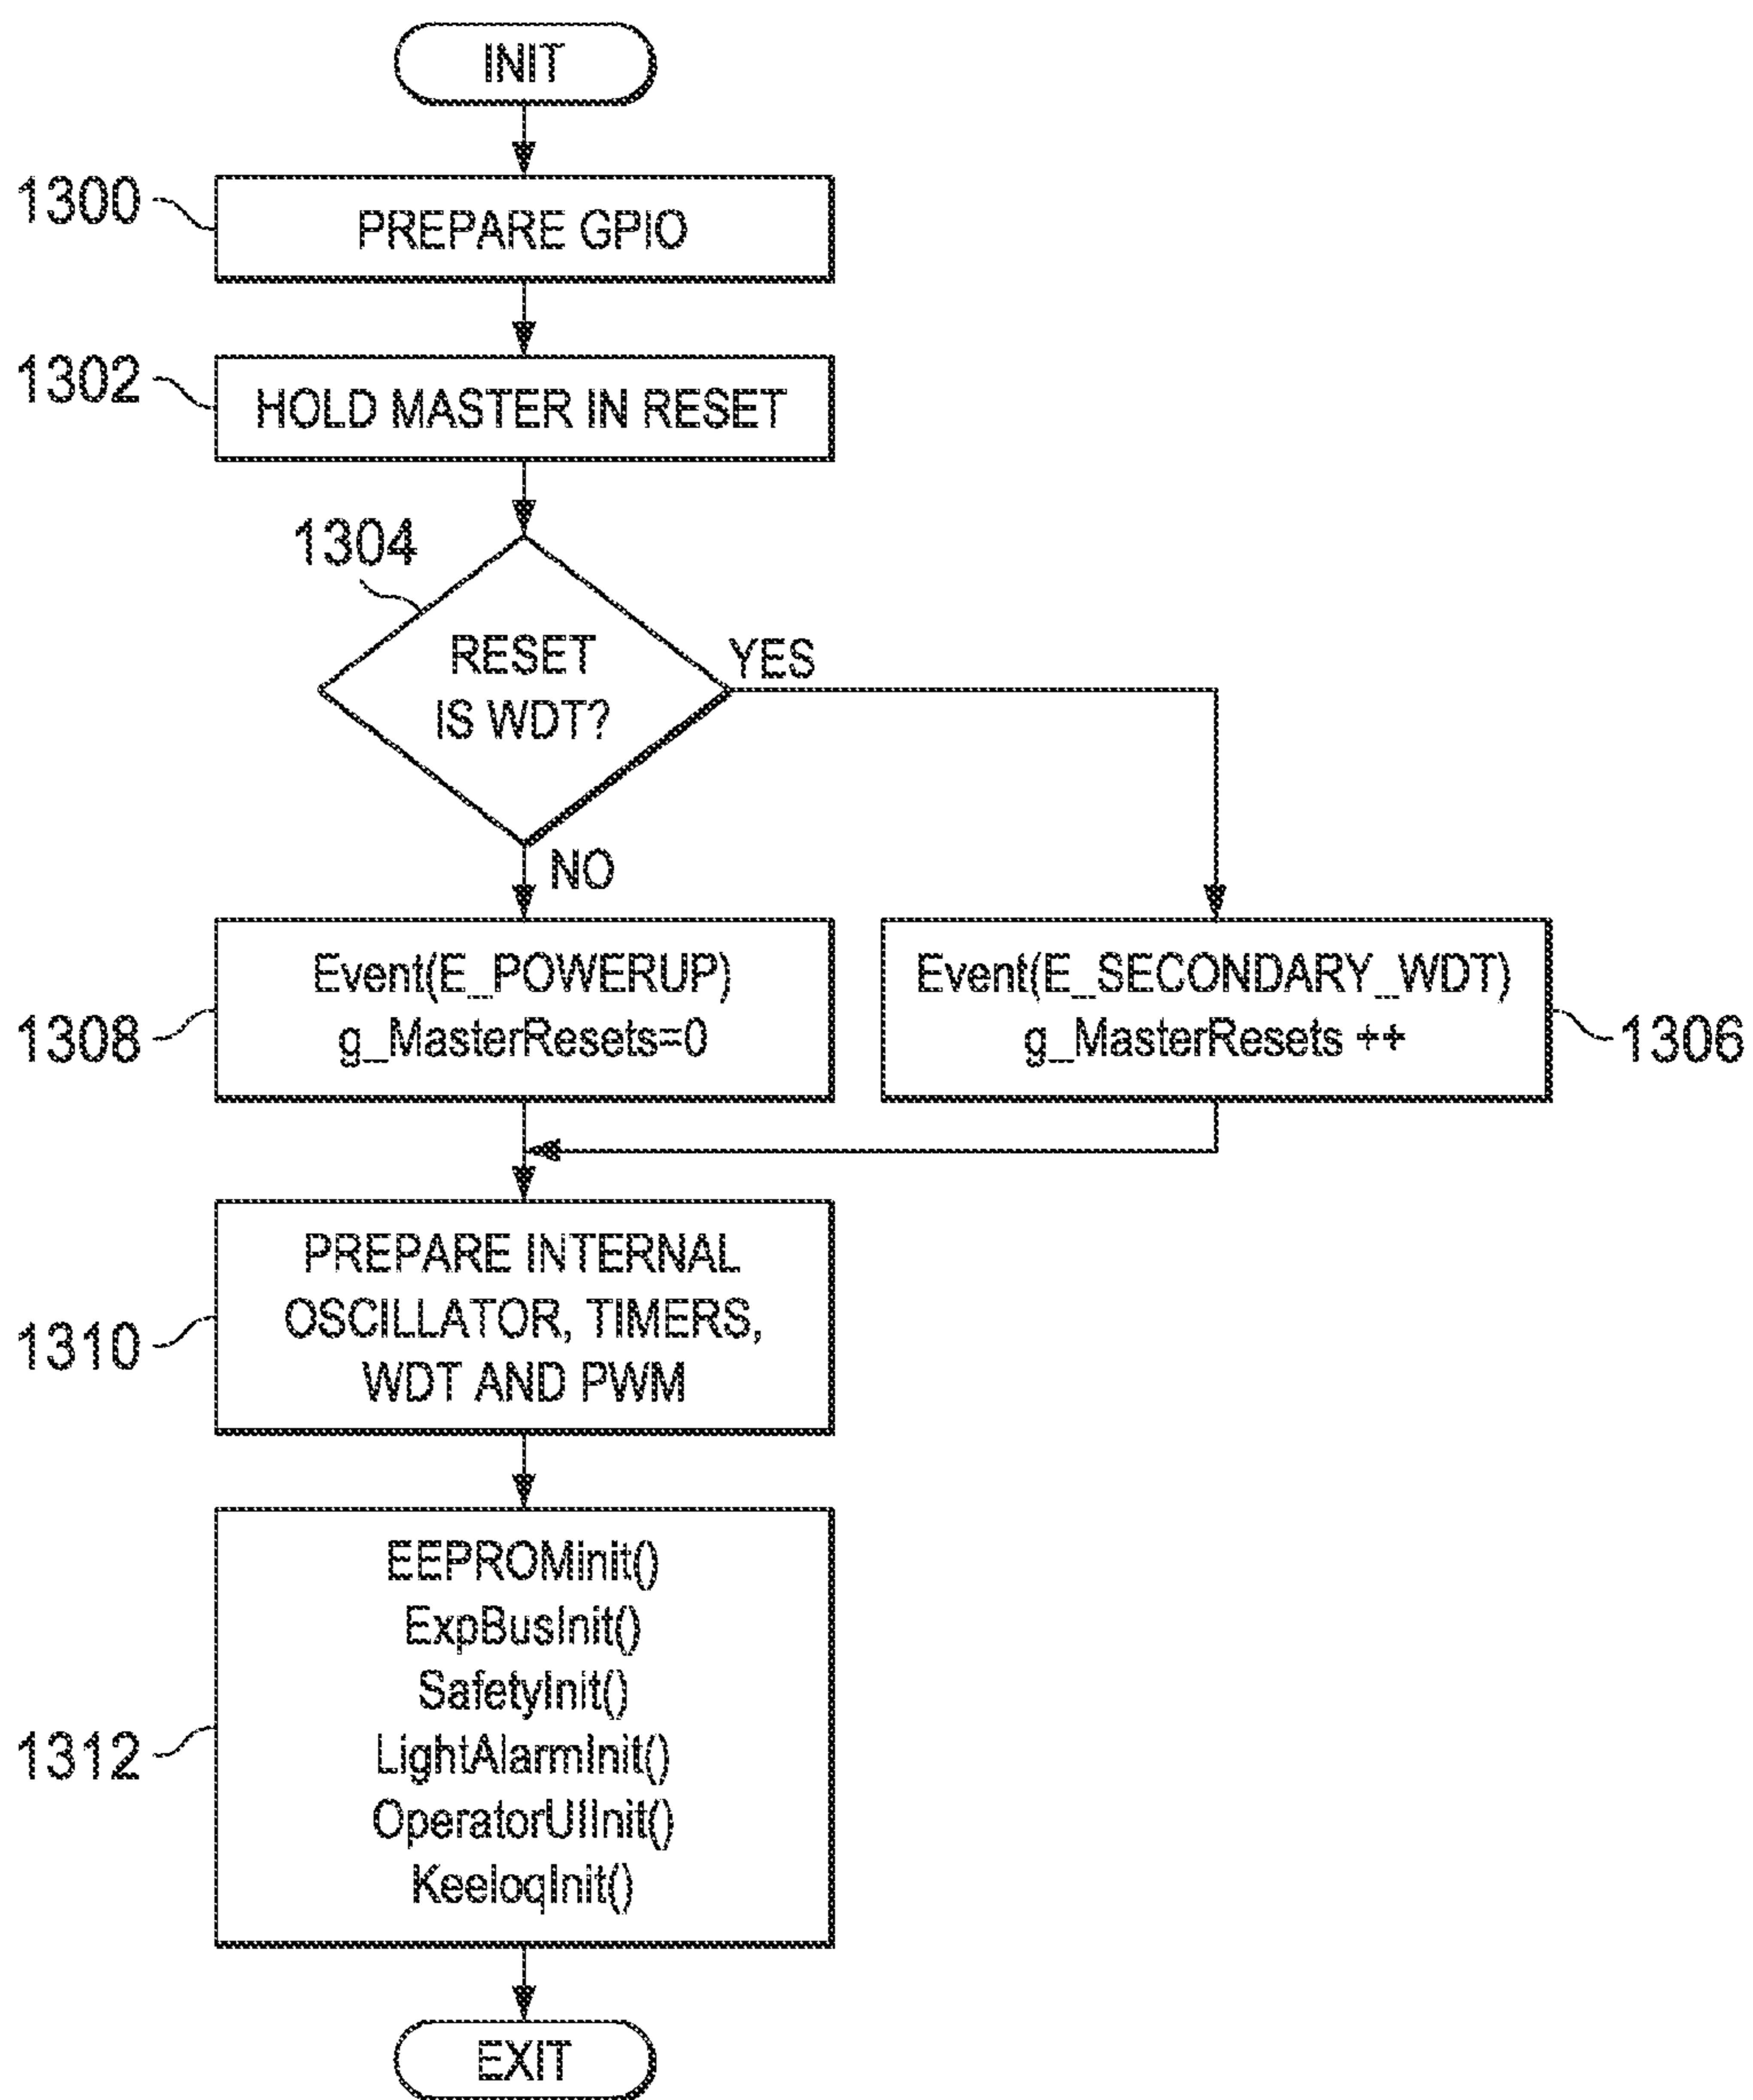 INIT
1300
PREPARE GPIO
1302
HOLD MASTER IN RESET
1304
RESET
IS WDT?
YES
NO
Event(E_POWERUP)
g_MasterResets=0
1308
Event(E_SECONDARY_WDT)
g_MasterResets ++
1306
PREPARE INTERNAL
OSCILLATOR, TIMERS,
WDT AND PWM
1310
EEPROMinit()
ExpBusInit()
SafetyInit()
LightAlarmInit()
OperatorUIInit()
KeeloqInit()
1312
EXIT